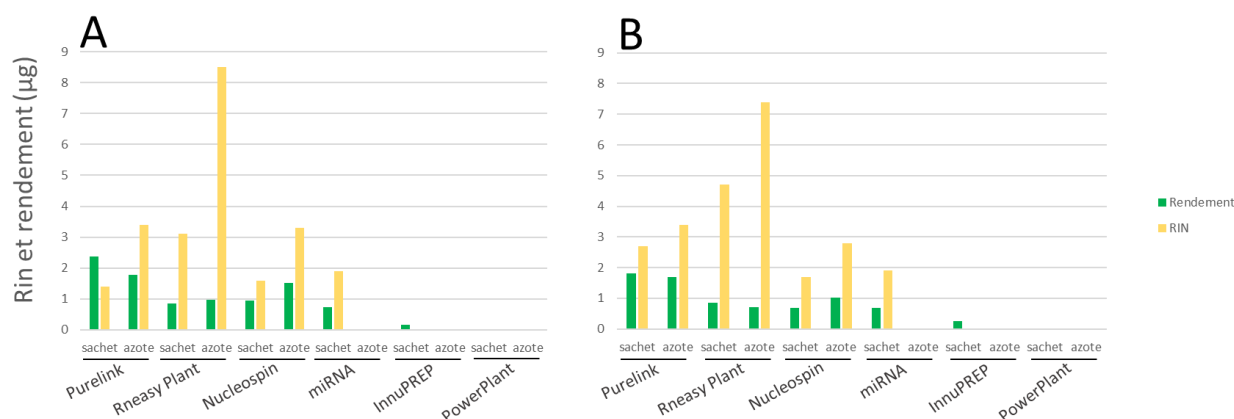 A
Rin et rendement (µg)
9
8
7
6
5
4
3
2
1
0
sachet azote sachet azote sachet azote sachet azote sachet azote sachet azote
Purelink
Rneasy Plant
Nucleospin
miRNA
InnuPREP
PowerPlant
B
9
8
7
6
5
4
3
2
1
0
sachet azote sachet azote sachet azote sachet azote sachet azote sachet azote
Purelink
Rneasy Plant
Nucleospin
miRNA
InnuPREP
PowerPlant
Rendement
RIN